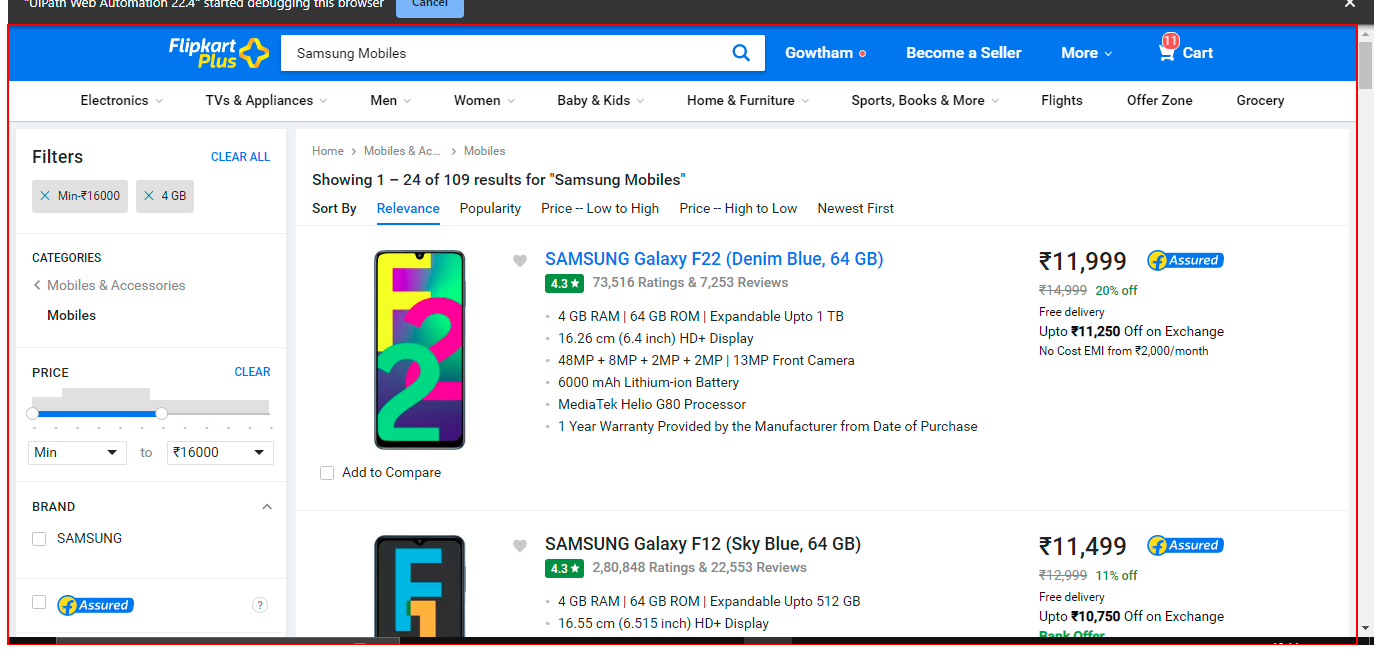 "UiPath Web Automation 22.4" started debugging this browser
Cancel
Flipkart
Plus
Samsung Mobiles
Gowtham
Become a Seller
More
11
Cart
Electronics
TVs & Appliances
Men
Women
Baby & Kids
Home & Furniture
Sports, Books & More
Flights
Offer Zone
Grocery
Filters
CLEAR ALL
Min-₹16000
4 GB
CATEGORIES
Mobiles & Accessories
Mobiles
PRICE
CLEAR
Min
to
₹16000
BRAND
SAMSUNG
Assured
?
Home
Mobiles & Ac...
Mobiles
Showing 1 – 24 of 109 results for "Samsung Mobiles"
Sort By
Relevance
Popularity
Price -- Low to High
Price -- High to Low
Newest First
F22
SAMSUNG Galaxy F22 (Denim Blue, 64 GB)
4.3 ★
73,516 Ratings & 7,253 Reviews
4 GB RAM | 64 GB ROM | Expandable Upto 1 TB
16.26 cm (6.4 inch) HD+ Display
48MP + 8MP + 2MP + 2MP | 13MP Front Camera
6000 mAh Lithium-ion Battery
MediaTek Helio G80 Processor
1 Year Warranty Provided by the Manufacturer from Date of Purchase
₹11,999
Assured
₹14,999 20% off
Free delivery
Upto ₹11,250 Off on Exchange
No Cost EMI from ₹2,000/month
Add to Compare
F1
SAMSUNG Galaxy F12 (Sky Blue, 64 GB)
4.3 ★
2,80,848 Ratings & 22,553 Reviews
4 GB RAM | 64 GB ROM | Expandable Upto 512 GB
16.55 cm (6.515 inch) HD+ Display
₹11,499
Assured
₹12,999 11% off
Free delivery
Upto ₹10,750 Off on Exchange
Bank Offer